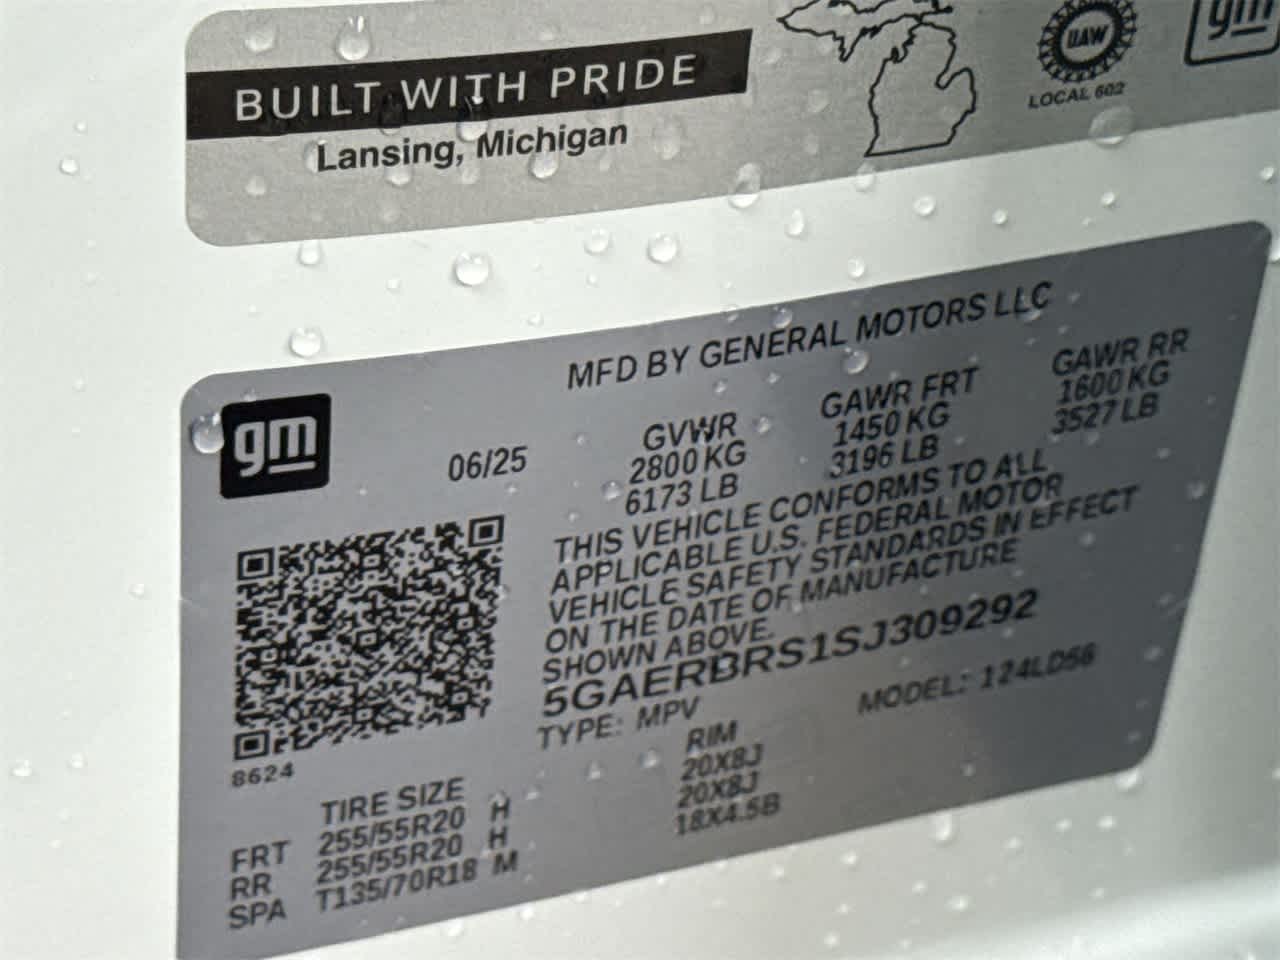 BUILT WITH PRIDE
Lansing, Michigan
UAW
LOCAL 602
gm
MFD BY GENERAL MOTORS LLC
gm
06/25
GVWR
2800 KG
6173 LB
GAWR FRT
1450 KG
3196 LB
GAWR RR
1600 KG
3527 LB
THIS VEHICLE CONFORMS TO ALL
APPLICABLE U.S. FEDERAL MOTOR
VEHICLE SAFETY STANDARDS IN EFFECT
ON THE DATE OF MANUFACTURE
SHOWN ABOVE.
5GAERBRS1SJ309292
TYPE: MPV
MODEL: 124LD56
8624
TIRE SIZE RIM
FRT 255/55R20 H 20X8J
RR 255/55R20 H 20X8J
SPA T135/70R18 M 18X4.5B